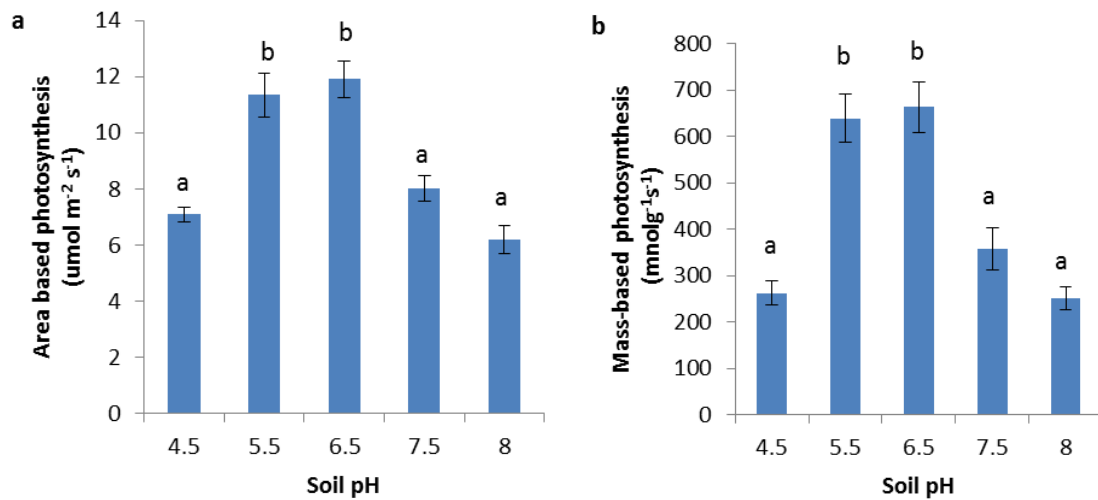 a
Area based photosynthesis
(umol m⁻² s⁻¹)
14
12
10
8
6
4
2
0
a
b
b
a
a
4.5 5.5 6.5 7.5 8
Soil pH
b
Mass-based photosynthesis
(mnolg⁻¹s⁻¹)
800
700
600
500
400
300
200
100
0
a
b
b
a
a
4.5 5.5 6.5 7.5 8
Soil pH